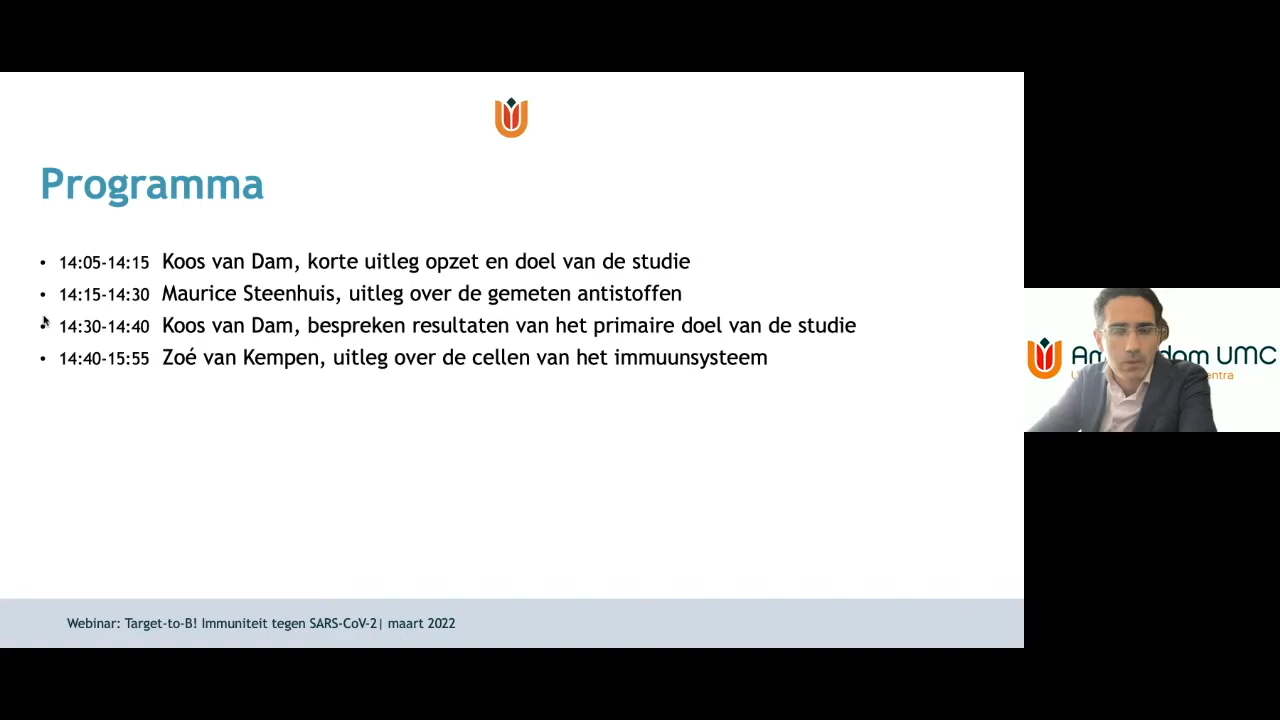 Programma
• 14:05-14:15 Koos van Dam, korte uitleg opzet en doel van de studie
• 14:15-14:30 Maurice Steenhuis, uitleg over de gemeten antistoffen
• 14:30-14:40 Koos van Dam, bespreken resultaten van het primaire doel van de studie
• 14:40-15:55 Zoé van Kempen, uitleg over de cellen van het immuunsysteem
UMC
Webinar: Target-to-B! Immuniteit tegen SARS-CoV-2| maart 2022